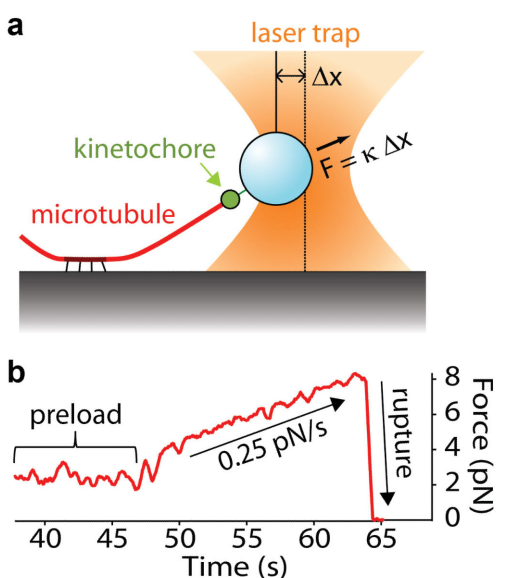 a
laser trap
Δx
kinetochore
F = κ Δx
microtubule
b
preload
0.25 pN/s
rupture
8
6
4
2
0
Force (pN)
40 45 50 55 60 65
Time (s)